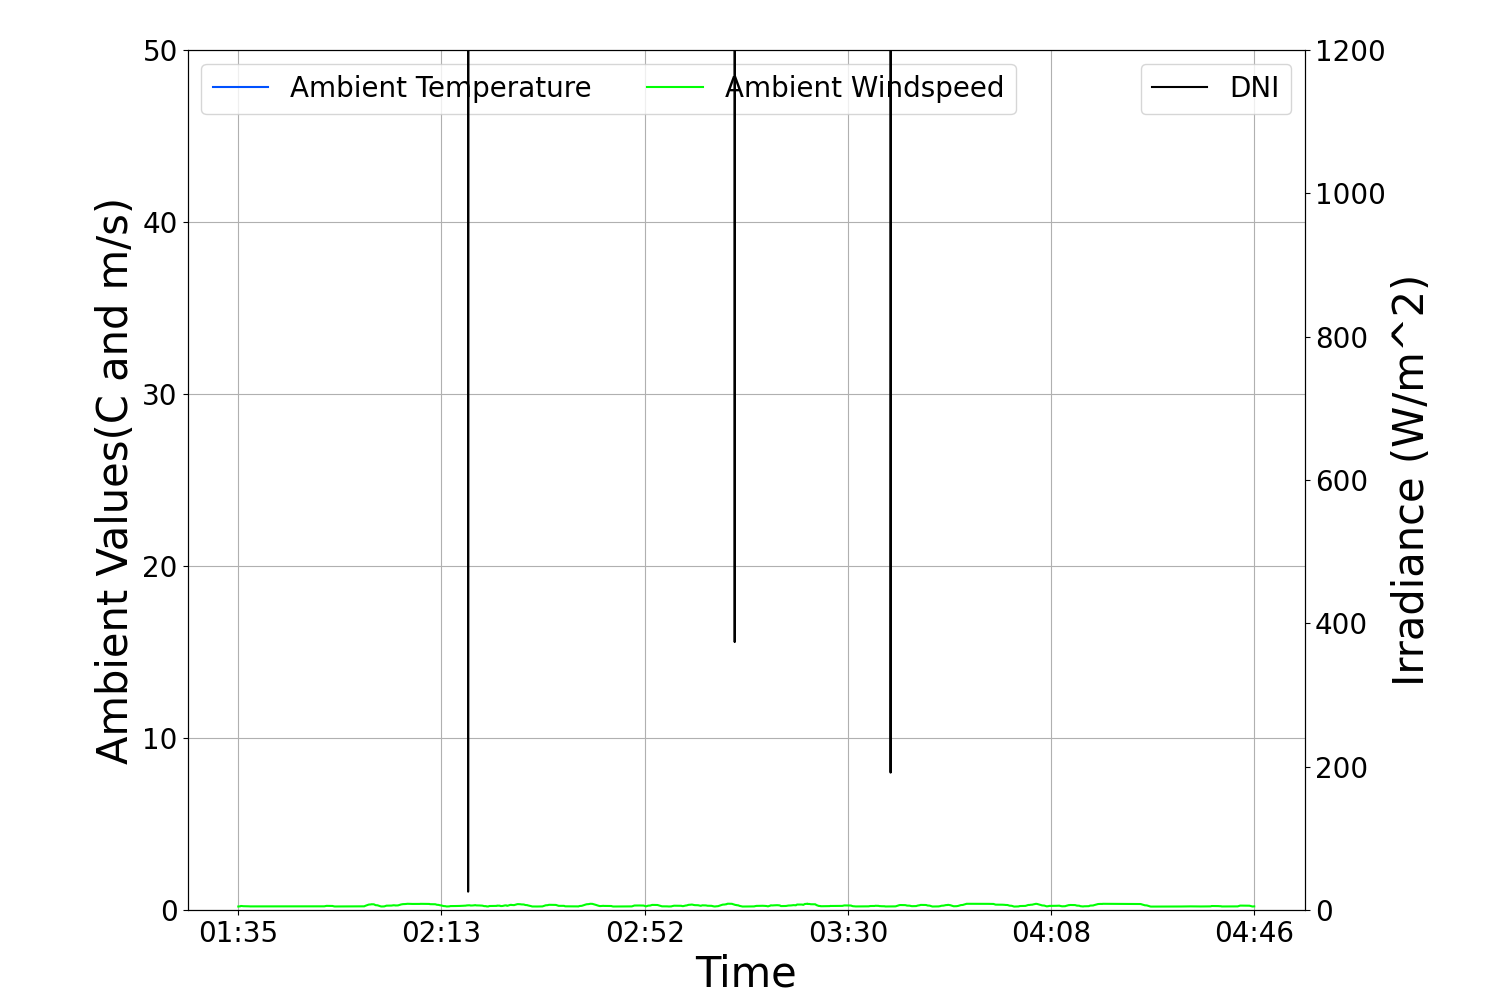 Ambient Temperature
Ambient Windspeed
DNI
50
40
30
20
10
0
Ambient Values(C and m/s)
1200
1000
800
600
400
200
0
Irradiance (W/m^2)
01:35 02:13 02:52 03:30 04:08 04:46
Time